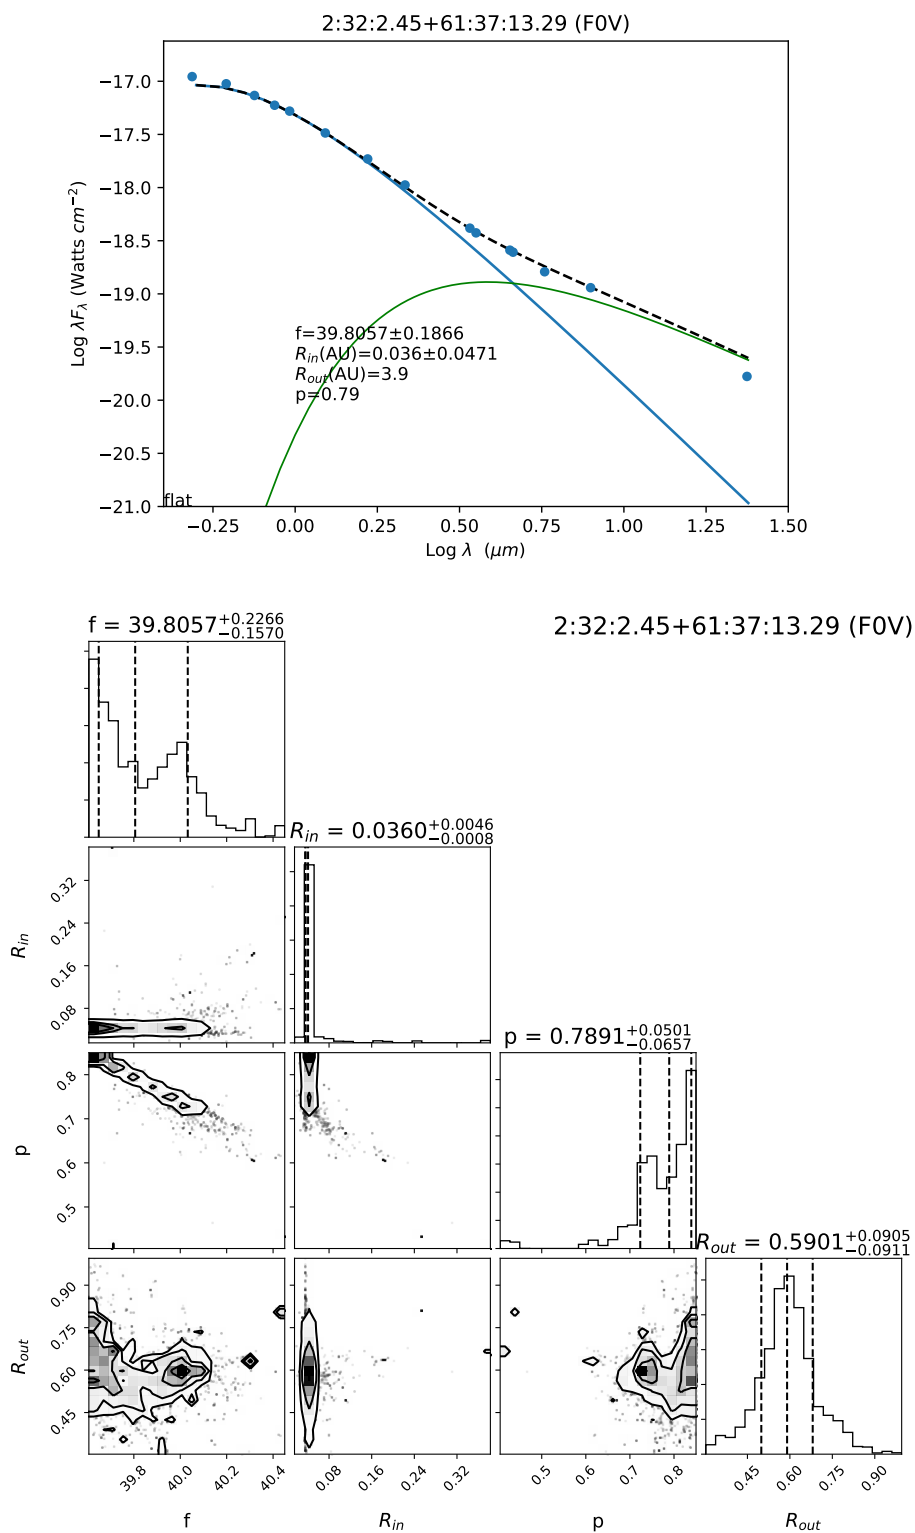 2:32:2.45+61:37:13.29 (F0V)
Log λF_λ (Watts cm^−2)
−17.0
−17.5
−18.0
−18.5
−19.0
−19.5
−20.0
−20.5
−21.0
f=39.8057±0.1866
R_in(AU)=0.036±0.0471
R_out(AU)=3.9
p=0.79
flat
−0.25 0.00 0.25 0.50 0.75 1.00 1.25 1.50
Log λ (μm)
2:32:2.45+61:37:13.29 (F0V)
f = 39.8057 +0.2266 −0.1570
R_in = 0.0360 +0.0046 −0.0008
R_in
0.32
0.24
0.16
0.08
p = 0.7891 +0.0501 −0.0657
p
0.8
0.7
0.6
0.5
R_out = 0.5901 +0.0905 −0.0911
R_out
0.90
0.75
0.60
0.45
39.8 40.0 40.2 40.4
0.08 0.16 0.24 0.32
0.5 0.6 0.7 0.8
0.45 0.60 0.75 0.90
f
R_in
p
R_out